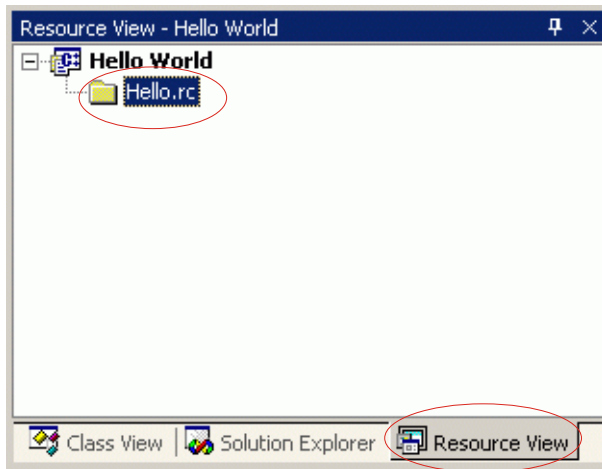 Resource View - Hello World
Hello World
Hello.rc
Class View Solution Explorer Resource View